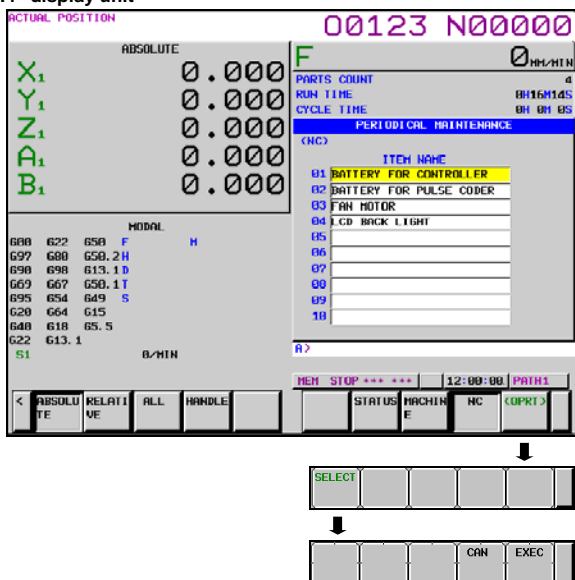 display unit
ACTUAL POSITION
O0123 N00000
ABSOLUTE
X1 0.000
Y1 0.000
Z1 0.000
A1 0.000
B1 0.000
F 0 MM/MIN
PARTS COUNT 4
RUN TIME 0H16M14S
CYCLE TIME 0H 0M 0S
PERIODICAL MAINTENANCE
(NC)
ITEM NAME
01 BATTERY FOR CONTROLLER
02 BATTERY FOR PULSE CODER
03 FAN MOTOR
04 LCD BACK LIGHT
05
06
07
08
09
10
MODAL
G00 G22 G50 F M
G97 G80 G50.2 H
G90 G98 G13.1 D
G69 G67 G50.1 T
G95 G54 G49 S
G20 G64 G15
G40 G18 G5.5
G22 G13.1
S1 0/MIN
A>
MEM STOP *** *** 12:00:00 PATH1
< ABSOLUTE RELATIVE ALL HANDLE STATUS MACHINE NC (OPRT)
SELECT
CAN EXEC